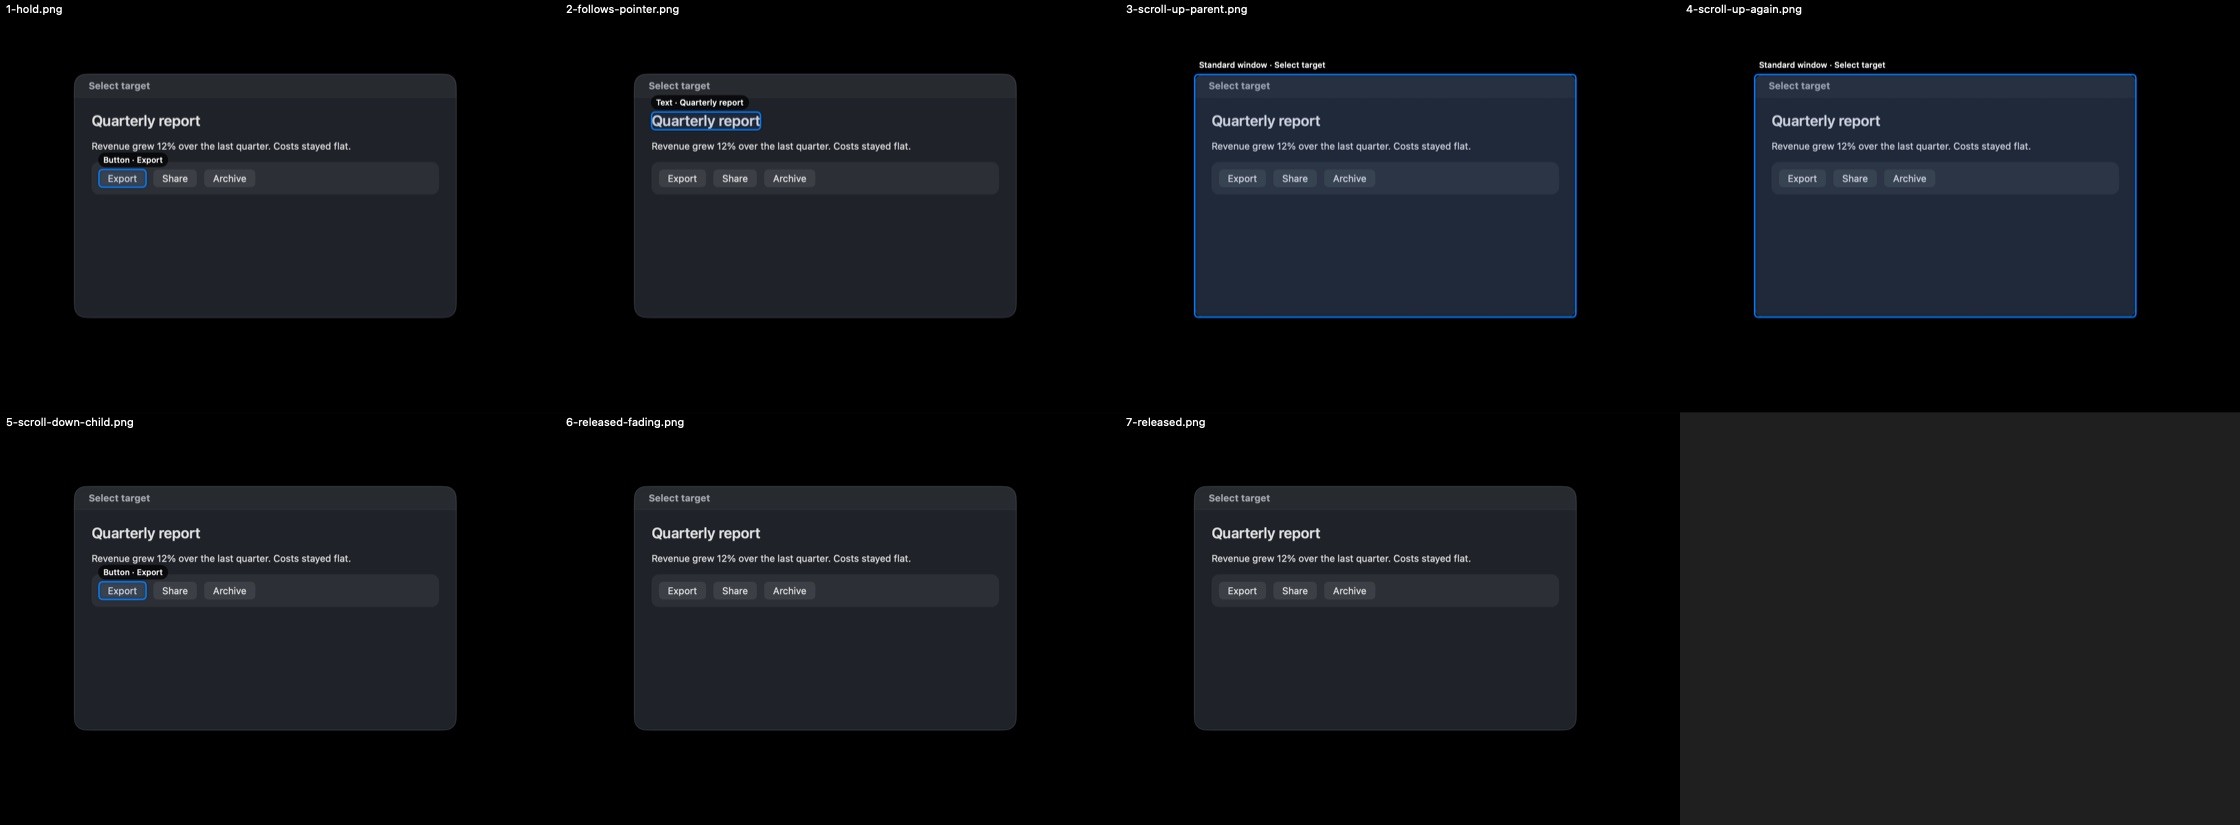 1-hold.png
Select target
Quarterly report
Revenue grew 12% over the last quarter. Costs stayed flat.
Button · Export
Export Share Archive
2-follows-pointer.png
Select target
Text · Quarterly report
Quarterly report
Revenue grew 12% over the last quarter. Costs stayed flat.
Export Share Archive
3-scroll-up-parent.png
Standard window · Select target
Select target
Quarterly report
Revenue grew 12% over the last quarter. Costs stayed flat.
Export Share Archive
4-scroll-up-again.png
Standard window · Select target
Select target
Quarterly report
Revenue grew 12% over the last quarter. Costs stayed flat.
Export Share Archive
5-scroll-down-child.png
Select target
Quarterly report
Revenue grew 12% over the last quarter. Costs stayed flat.
Button · Export
Export Share Archive
6-released-fading.png
Select target
Quarterly report
Revenue grew 12% over the last quarter. Costs stayed flat.
Export Share Archive
7-released.png
Select target
Quarterly report
Revenue grew 12% over the last quarter. Costs stayed flat.
Export Share Archive